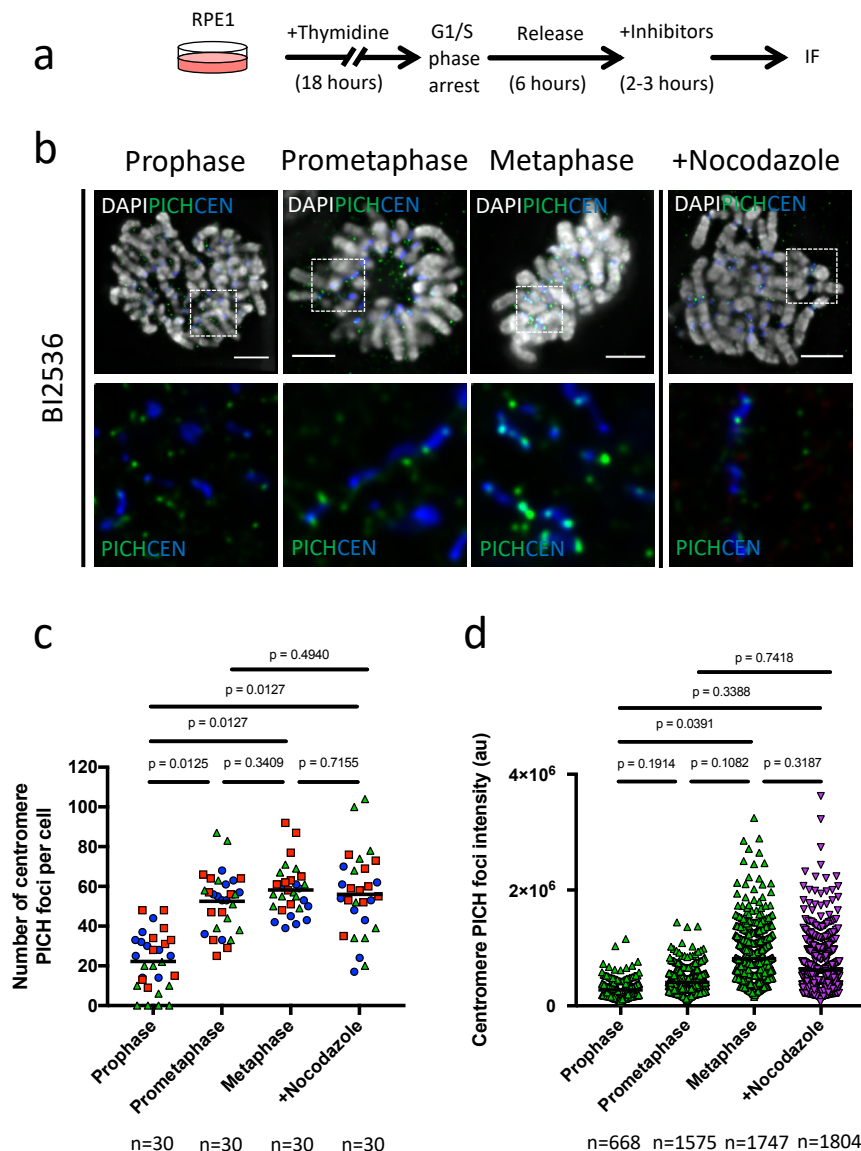 a
RPE1
+Thymidine
(18 hours)
G1/S
phase
arrest
Release
(6 hours)
+Inhibitors
(2-3 hours)
IF
b
Prophase
Prometaphase
Metaphase
+Nocodazole
BI2536
DAPIPICHCEN
DAPIPICHCEN
DAPIPICHCEN
DAPIPICHCEN
PICHCEN
PICHCEN
PICHCEN
PICHCEN
c
p = 0.4940
p = 0.0127
p = 0.0127
p = 0.0125
p = 0.3409
p = 0.7155
Number of centromere
PICH foci per cell
120
100
80
60
40
20
0
Prophase
Prometaphase
Metaphase
+Nocodazole
n=30
n=30
n=30
n=30
d
p = 0.7418
p = 0.3388
p = 0.0391
p = 0.1914
p = 0.1082
p = 0.3187
Centromere PICH foci intensity (au)
4×10⁶
2×10⁶
0
Prophase
Prometaphase
Metaphase
+Nocodazole
n=668
n=1575
n=1747
n=1804